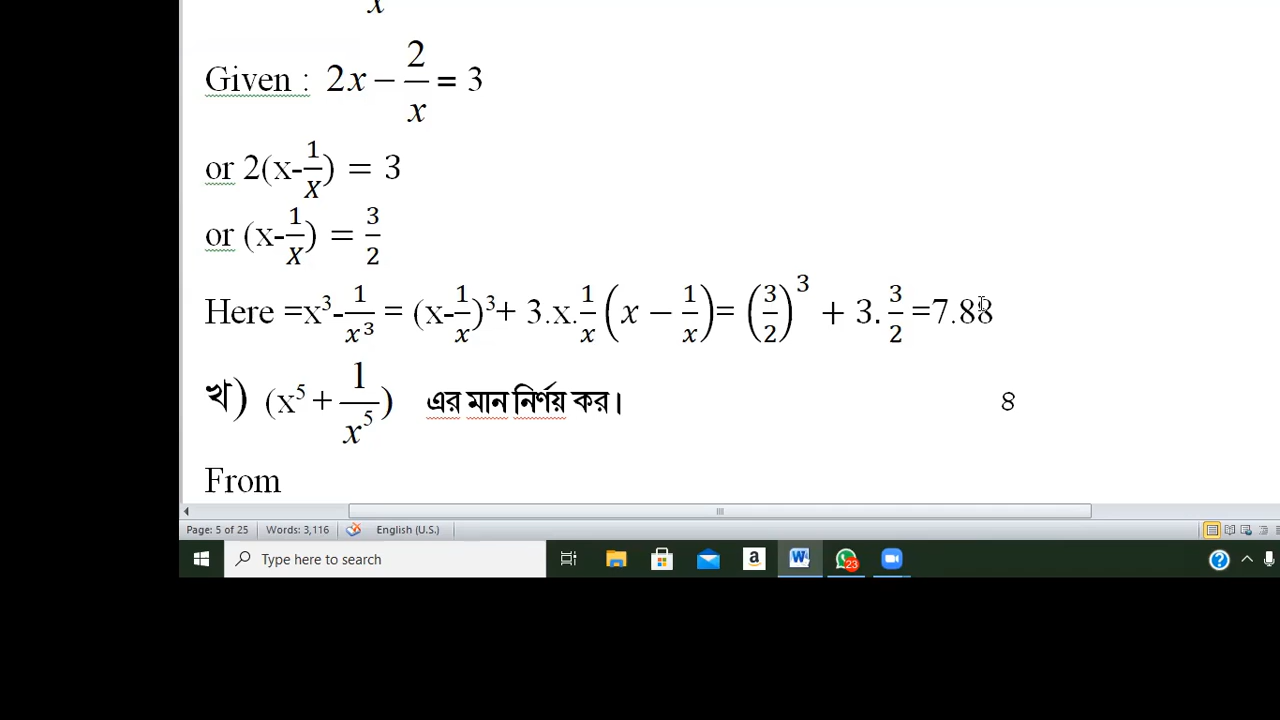 x
Given : 2x − 2/x = 3
or 2(x-1/X) = 3
or (x-1/X) = 3/2
Here =x³-1/x³ = (x-1/x)³+ 3.x.1/x(x − 1/x)= (3/2)³ + 3.3/2 =7.88
খ) (x⁵ + 1/x⁵) এর মান নির্ণয় কর। 8
From
Page: 5 of 25 Words: 3,116 English (U.S.)
Type here to search a W 23 ?